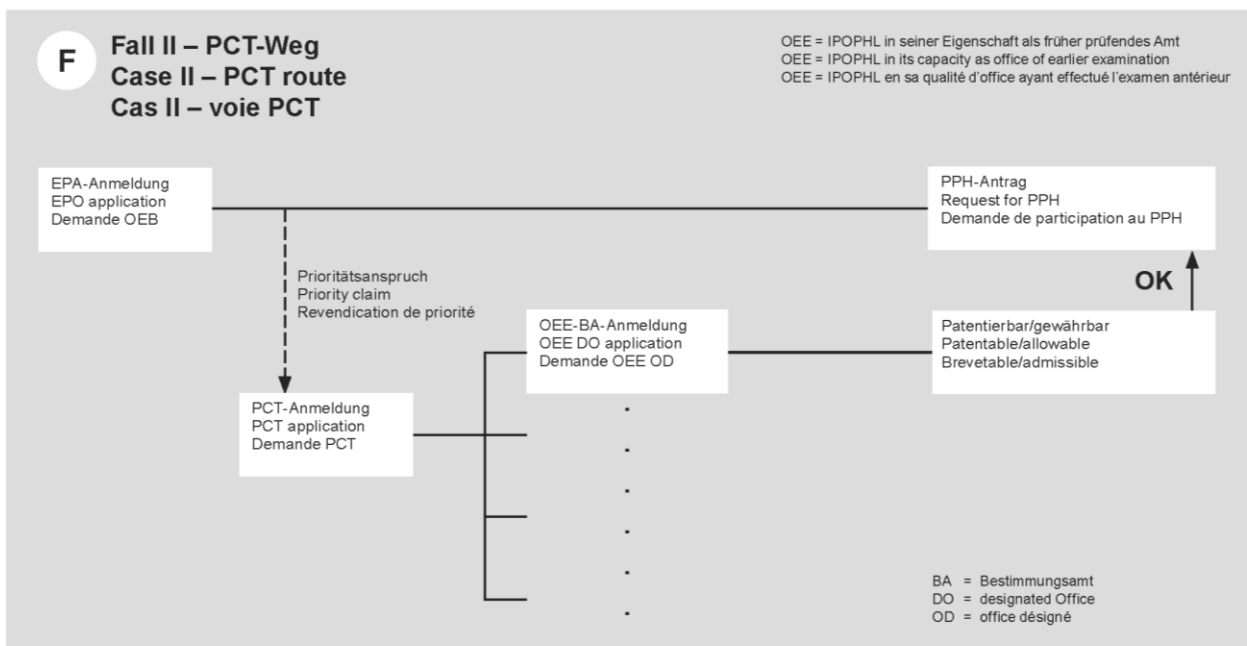 F
Fall II – PCT-Weg
Case II – PCT route
Cas II – voie PCT
OEE = IPOPHL in seiner Eigenschaft als früher prüfendes Amt
OEE = IPOPHL in its capacity as office of earlier examination
OEE = IPOPHL en sa qualité d'office ayant effectué l'examen antérieur
EPA-Anmeldung
EPO application
Demande OEB
PPH-Antrag
Request for PPH
Demande de participation au PPH
Prioritätsanspruch
Priority claim
Revendication de priorité
OK
OEE-BA-Anmeldung
OEE DO application
Demande OEE OD
Patentierbar/gewährbar
Patentable/allowable
Brevetable/admissible
PCT-Anmeldung
PCT application
Demande PCT
BA = Bestimmungsamt
DO = designated Office
OD = office désigné